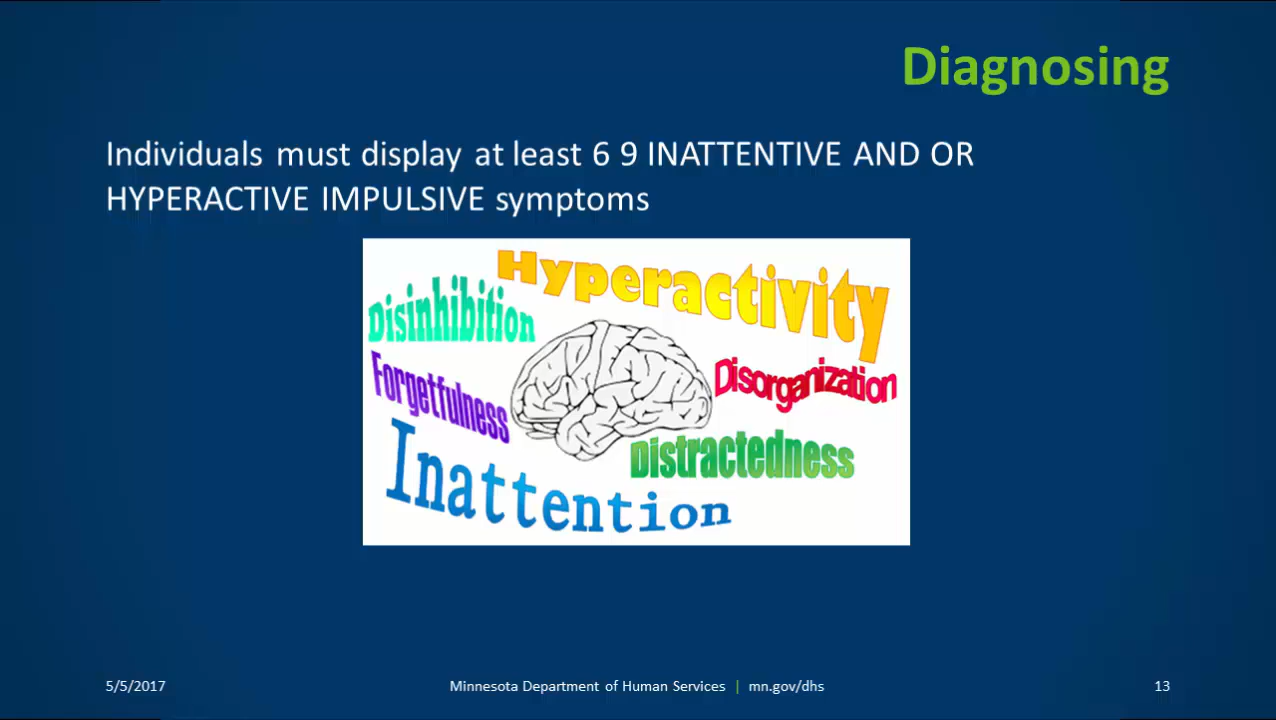 Diagnosing
Individuals must display at least 6 9 INATTENTIVE AND OR
HYPERACTIVE IMPULSIVE symptoms
Hyperactivity
Disinhibition
Forgetfulness
Disorganization
Distractedness
Inattention
5/5/2017
Minnesota Department of Human Services | mn.gov/dhs
13